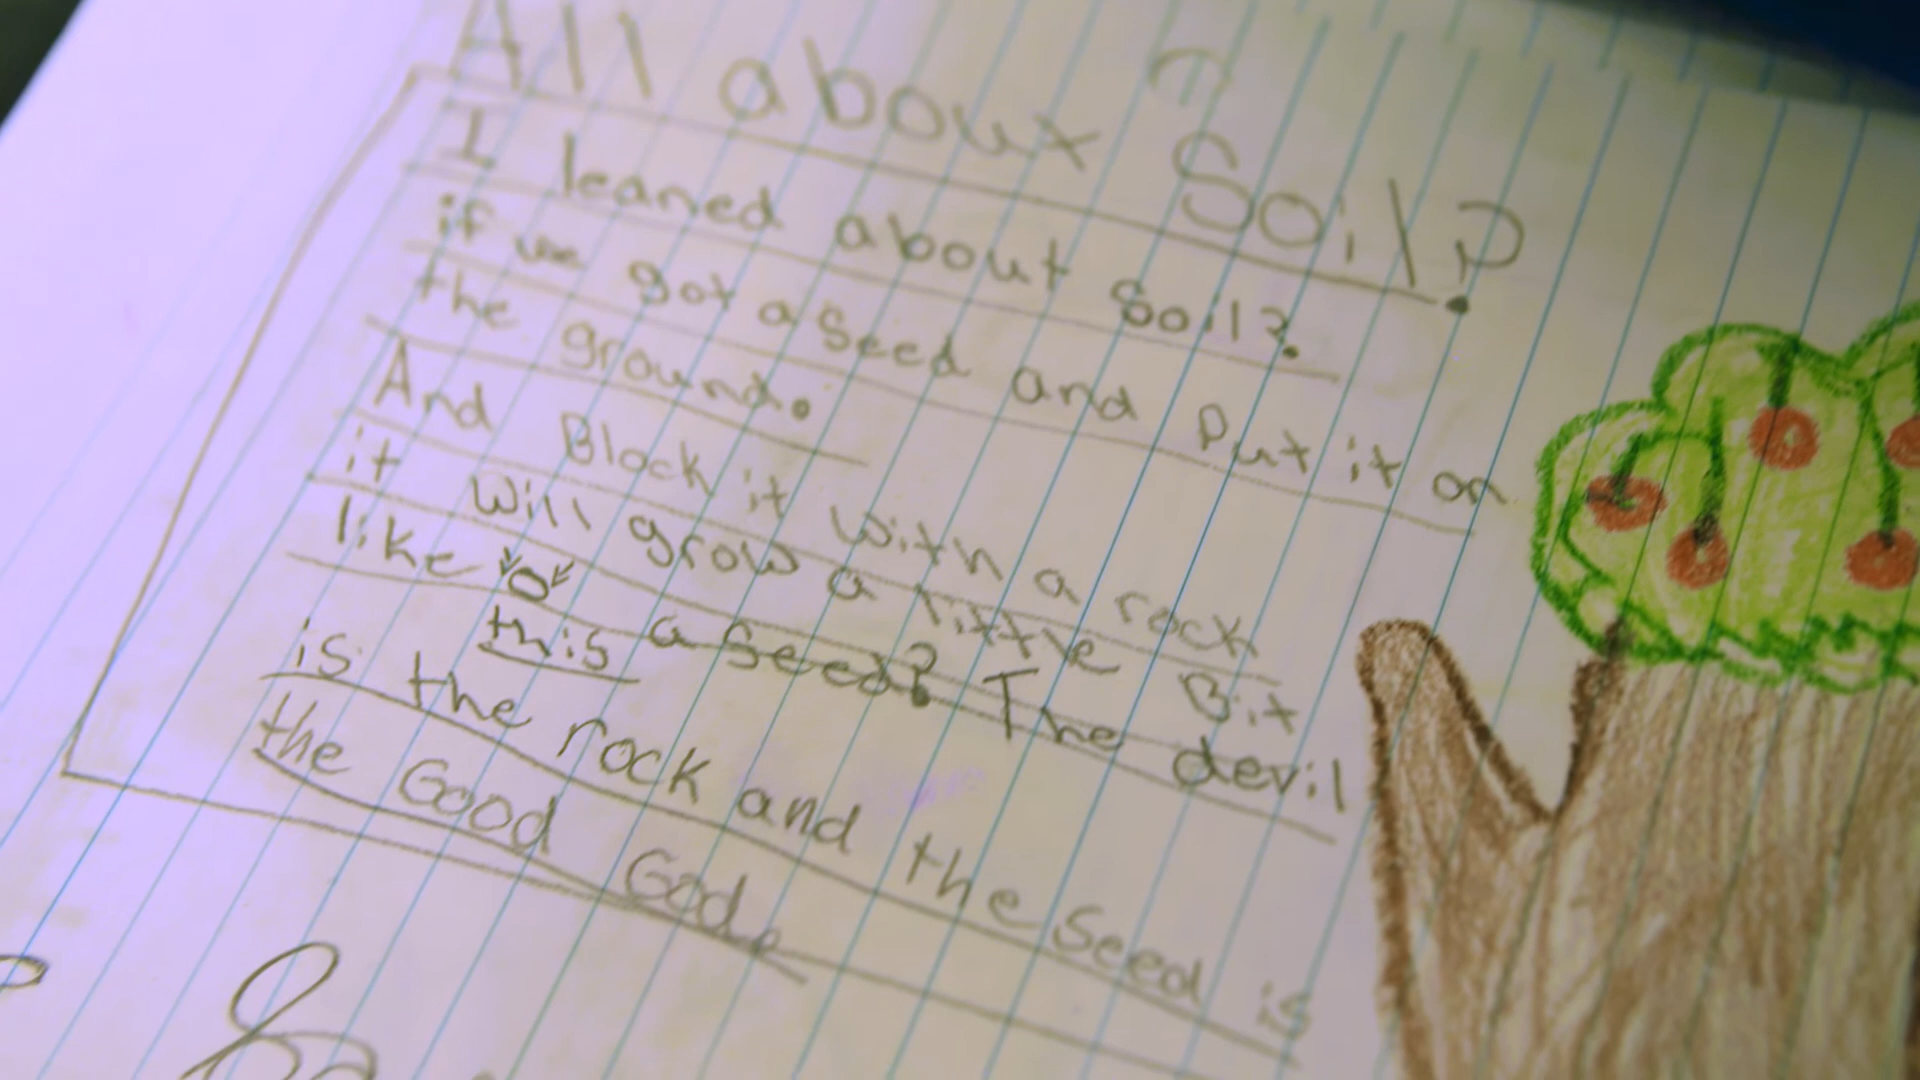 All about Soil?
I leaned about Soil?
if we got a Seed and Put it on
the ground.
And Block it with a rock
it will grow a little Bit
like this a Seed? The devil
is the rock and the Seed is
the Good God.